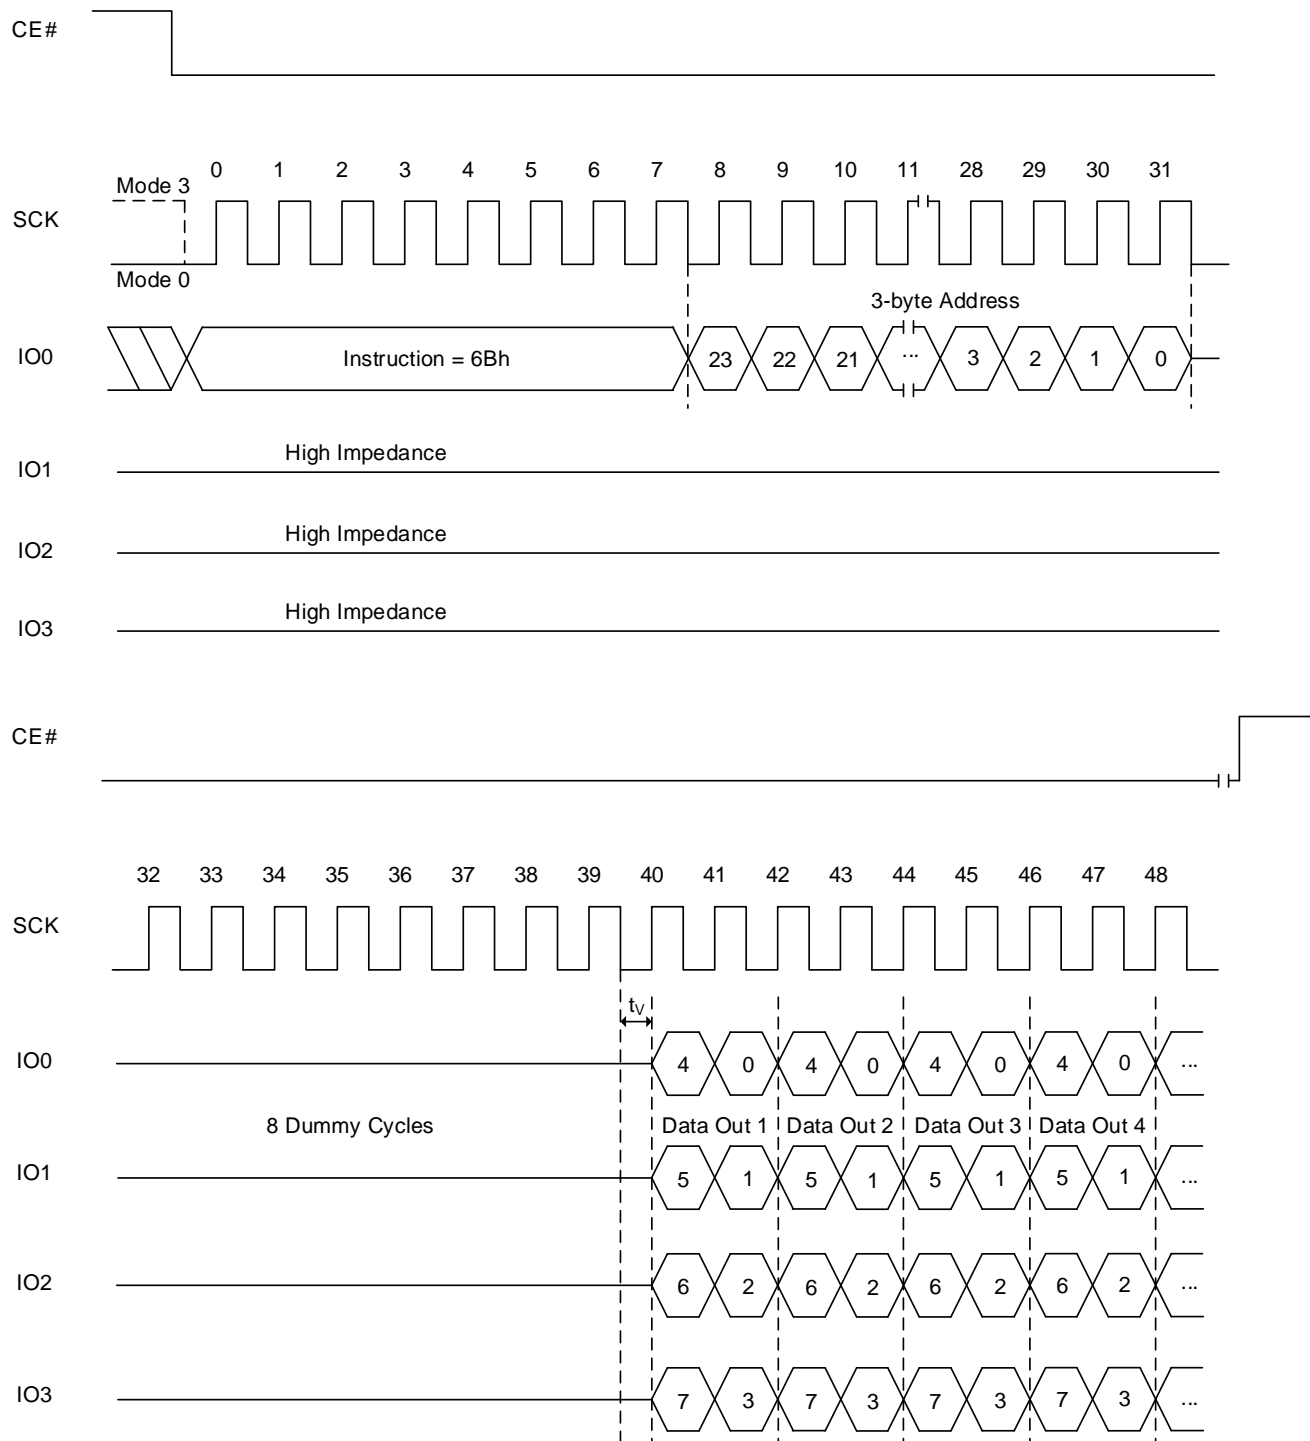 CE#
0 1 2 3 4 5 6 7 8 9 10 11 28 29 30 31
Mode 3
SCK
Mode 0
3-byte Address
IO0 Instruction = 6Bh 23 22 21 ... 3 2 1 0
High Impedance
IO1
High Impedance
IO2
High Impedance
IO3
CE#
32 33 34 35 36 37 38 39 40 41 42 43 44 45 46 47 48
SCK
tV
IO0 4 0 4 0 4 0 4 0 ...
8 Dummy Cycles Data Out 1 Data Out 2 Data Out 3 Data Out 4
IO1 5 1 5 1 5 1 5 1 ...
IO2 6 2 6 2 6 2 6 2 ...
IO3 7 3 7 3 7 3 7 3 ...